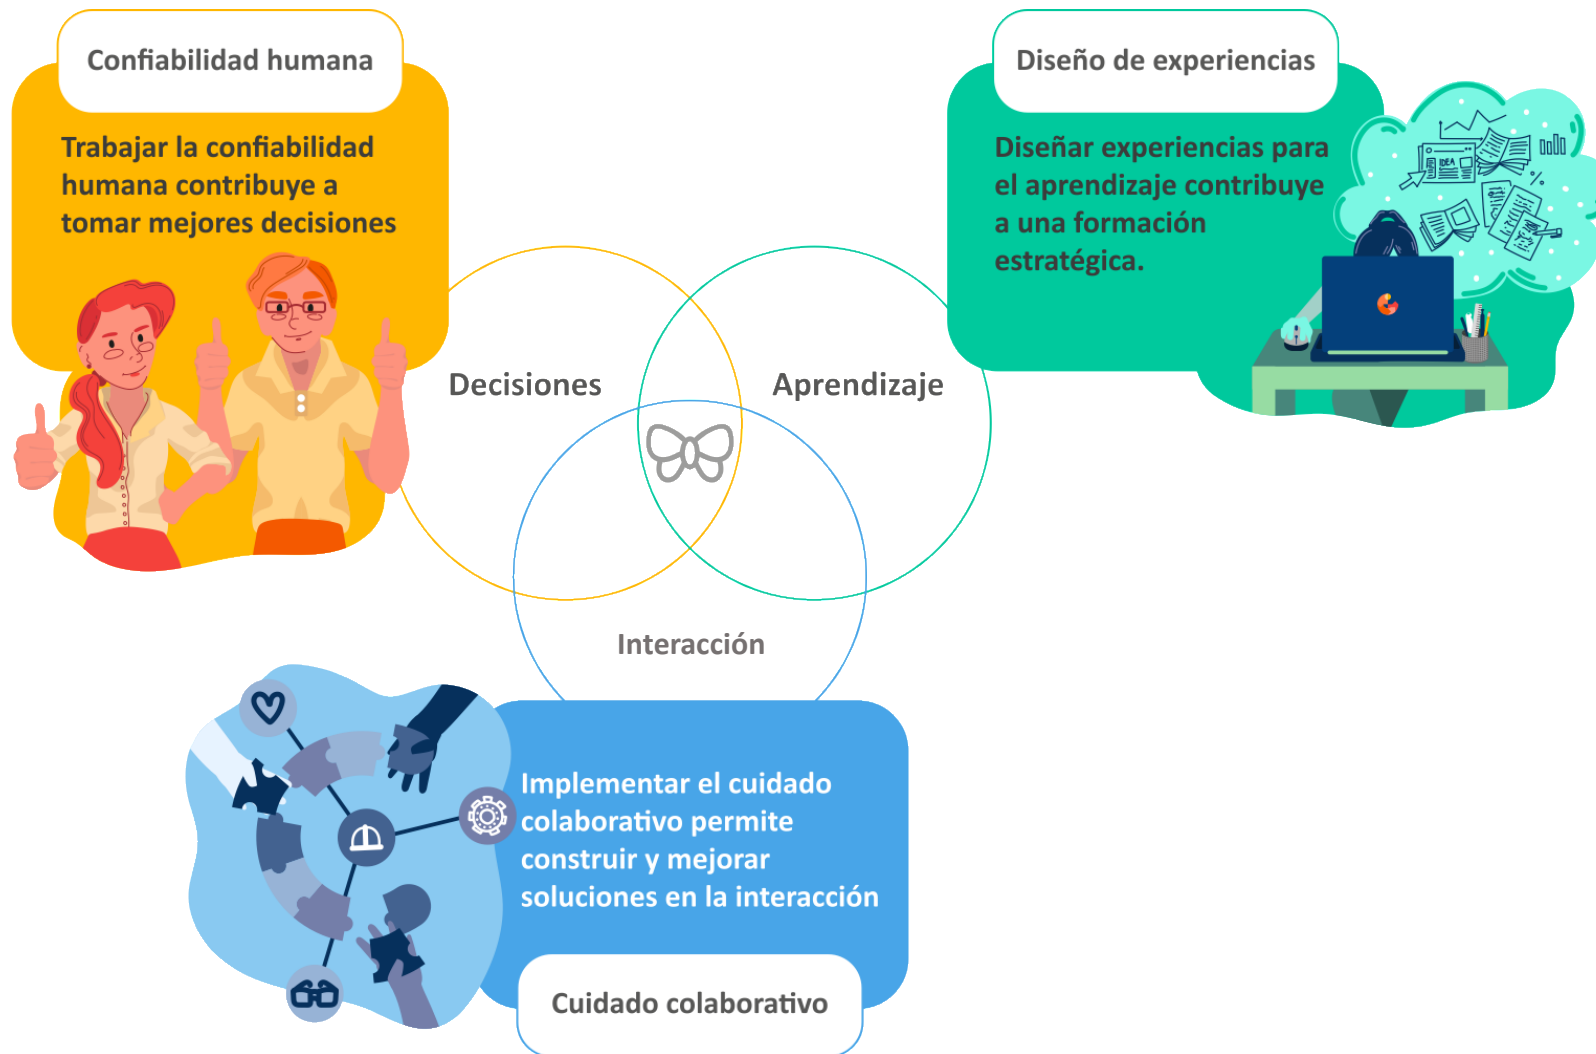 Confiabilidad humana
Trabajar la confiabilidad
humana contribuye a
tomar mejores decisiones
Diseño de experiencias
Diseñar experiencias para
el aprendizaje contribuye
a una formación
estratégica.
IDEA
%
Decisiones
Aprendizaje
Interacción
Implementar el cuidado
colaborativo permite
construir y mejorar
soluciones en la interacción
Cuidado colaborativo